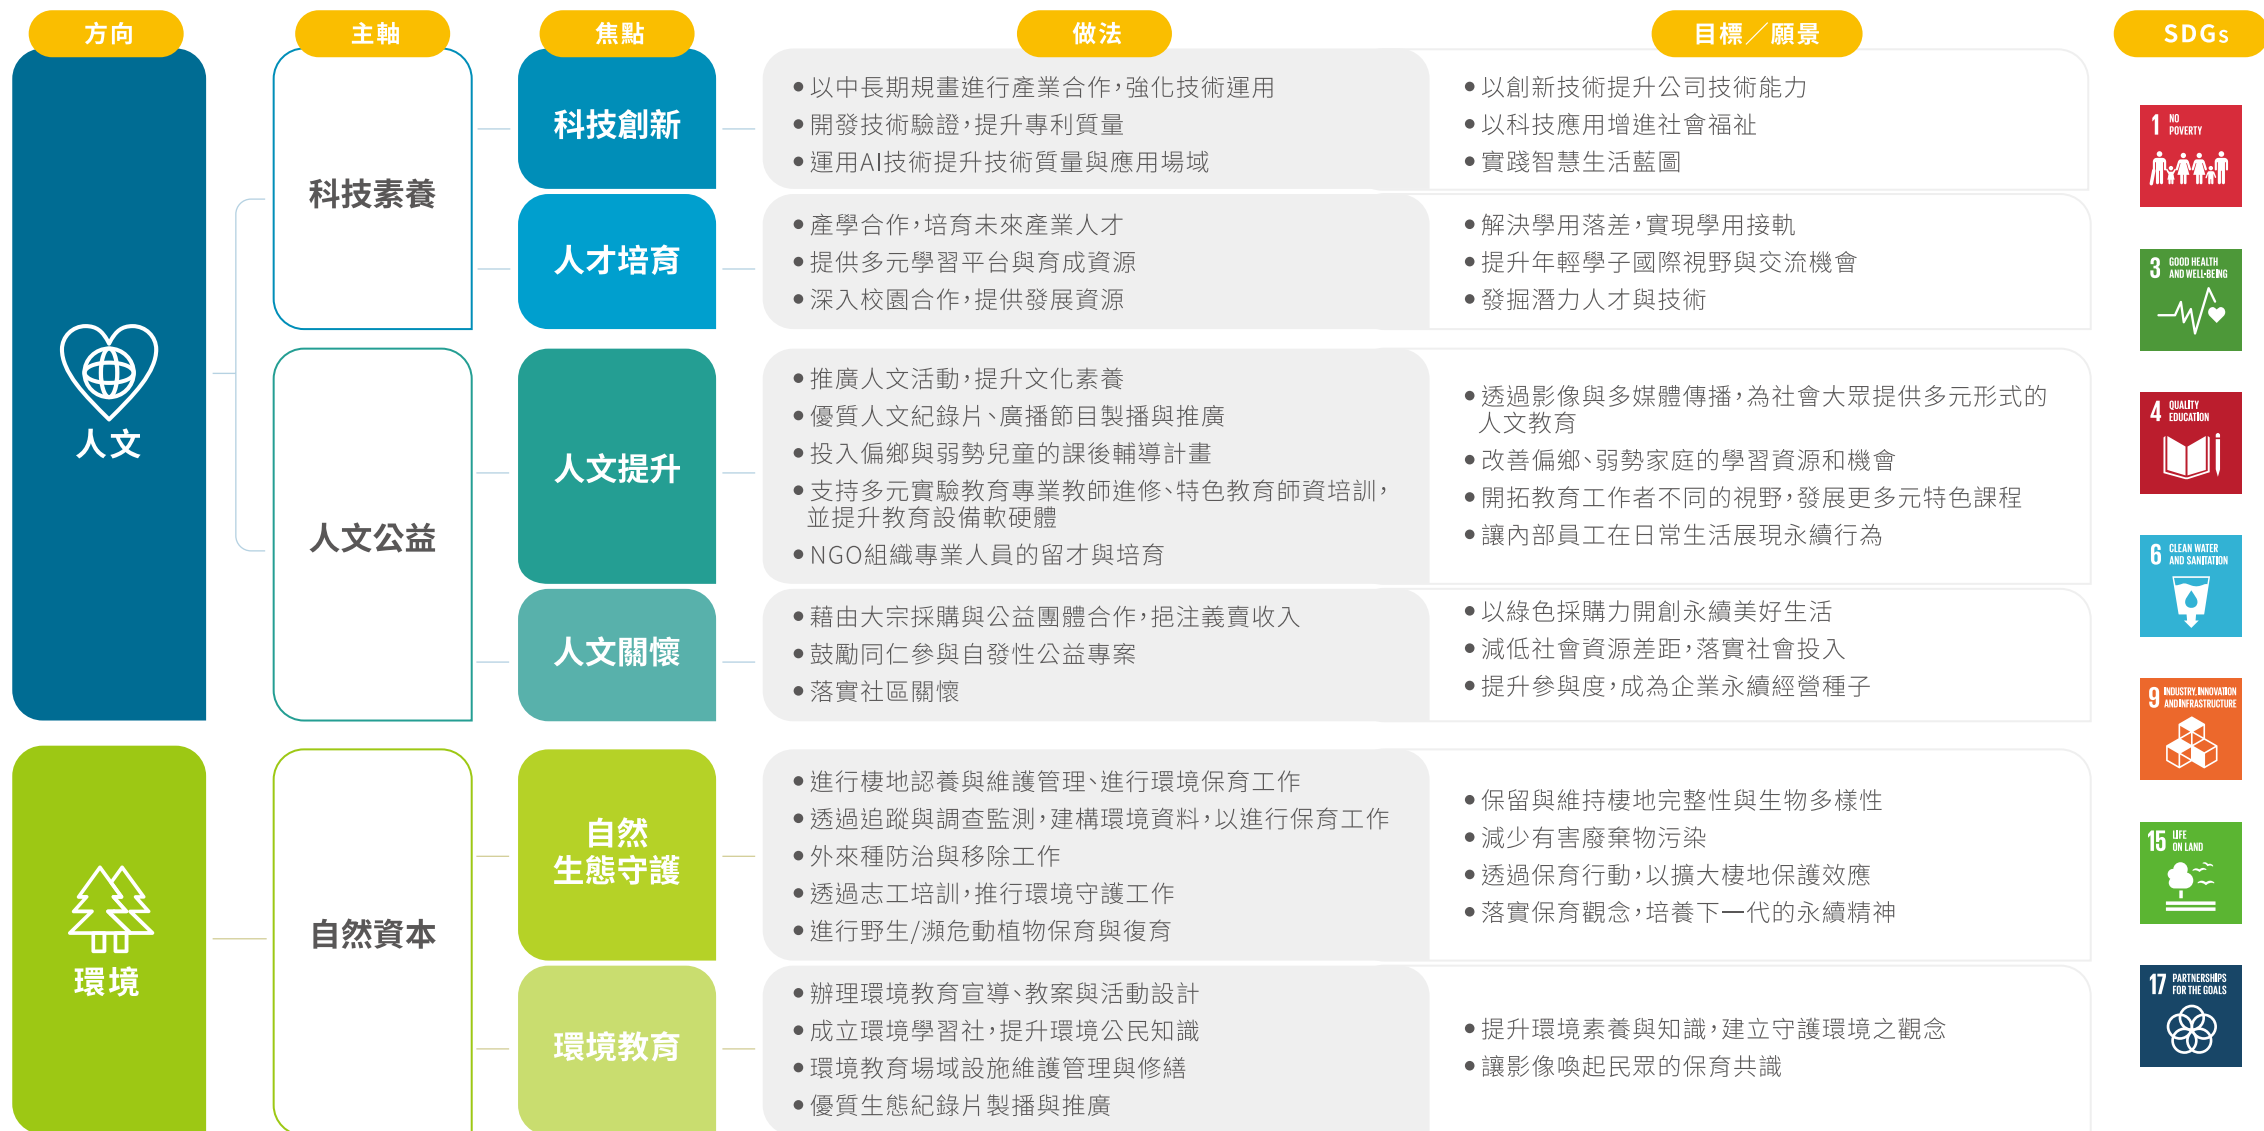 方向
主軸
焦點
做法
目標／願景
SDGs
人文
科技素養
科技創新
•以中長期規畫進行產業合作，強化技術運用
•開發技術驗證，提升專利質量
•運用AI技術提升技術質量與應用場域
•以創新技術提升公司技術能力
•以科技應用增進社會福祉
•實踐智慧生活藍圖
人才培育
•產學合作，培育未來產業人才
•提供多元學習平台與育成資源
•深入校園合作，提供發展資源
•解決學用落差，實現學用接軌
•提升年輕學子國際視野與交流機會
•發掘潛力人才與技術
人文公益
人文提升
•推廣人文活動，提升文化素養
•優質人文紀錄片、廣播節目製播與推廣
•投入偏鄉與弱勢兒童的課後輔導計畫
•支持多元實驗教育專業教師進修、特色教育師資培訓，
並提升教育設備軟硬體
•NGO組織專業人員的留才與培育
•透過影像與多媒體傳播，為社會大眾提供多元形式的
人文教育
•改善偏鄉、弱勢家庭的學習資源和機會
•開拓教育工作者不同的視野，發展更多元特色課程
•讓內部員工在日常生活展現永續行為
人文關懷
•藉由大宗採購與公益團體合作，挹注義賣收入
•鼓勵同仁參與自發性公益專案
•落實社區關懷
•以綠色採購力開創永續美好生活
•減低社會資源差距，落實社會投入
•提升參與度，成為企業永續經營種子
環境
自然資本
自然
生態守護
•進行棲地認養與維護管理、進行環境保育工作
•透過追蹤與調查監測，建構環境資料，以進行保育工作
•外來種防治與移除工作
•透過志工培訓，推行環境守護工作
•進行野生/瀕危動植物保育與復育
•保留與維持棲地完整性與生物多樣性
•減少有害廢棄物污染
•透過保育行動，以擴大棲地保護效應
•落實保育觀念，培養下一代的永續精神
環境教育
•辦理環境教育宣導、教案與活動設計
•成立環境學習社，提升環境公民知識
•環境教育場域設施維護管理與修繕
•優質生態紀錄片製播與推廣
•提升環境素養與知識，建立守護環境之觀念
•讓影像喚起民眾的保育共識
1 NO
POVERTY
3 GOOD HEALTH
AND WELL-BEING
4 QUALITY
EDUCATION
6 CLEAN WATER
AND SANITATION
9 INDUSTRY, INNOVATION
AND INFRASTRUCTURE
15 LIFE
ON LAND
17 PARTNERSHIPS
FOR THE GOALS